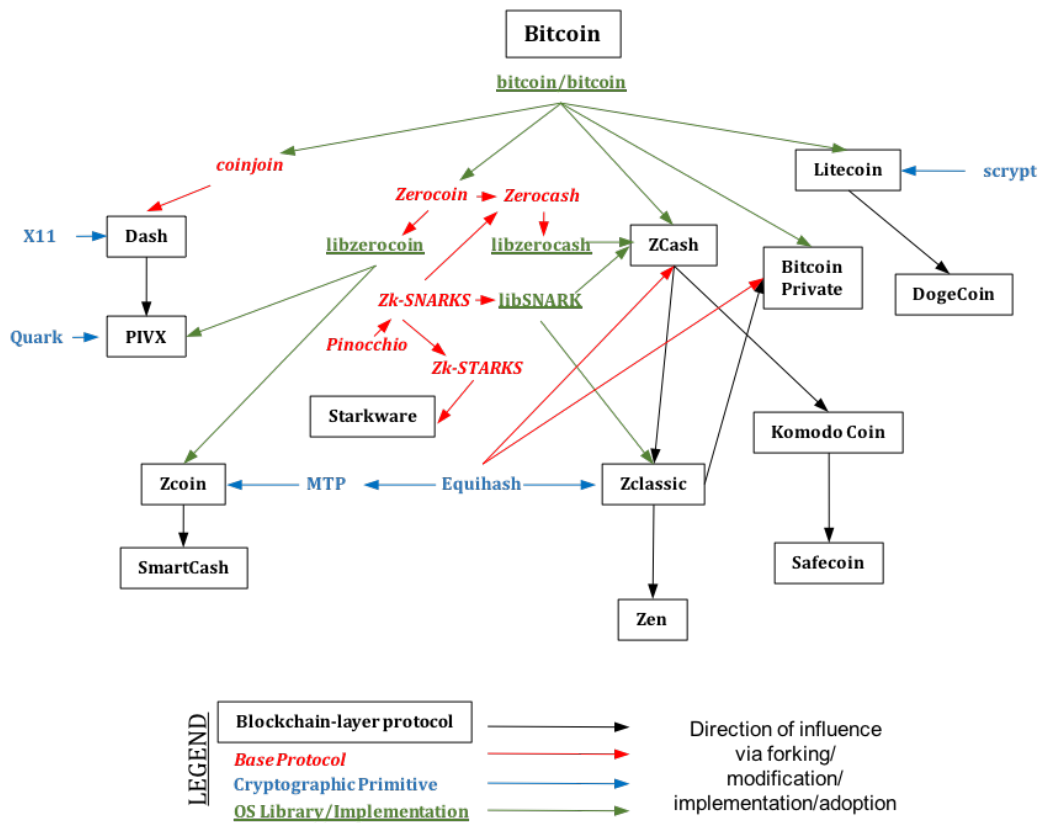 Bitcoin
bitcoin/bitcoin
coinjoin
Litecoin
scrypt
Zerocoin
Zerocash
X11
Dash
libzerocoin
libzerocash
ZCash
Bitcoin
Private
DogeCoin
Zk-SNARKS
libSNARK
Quark
PIVX
Pinocchio
Zk-STARKS
Starkware
Komodo Coin
Zcoin
MTP
Equihash
Zclassic
SmartCash
Safecoin
Zen
LEGEND
Blockchain-layer protocol
Base Protocol
Cryptographic Primitive
OS Library/Implementation
Direction of influence
via forking/
modification/
implementation/adoption